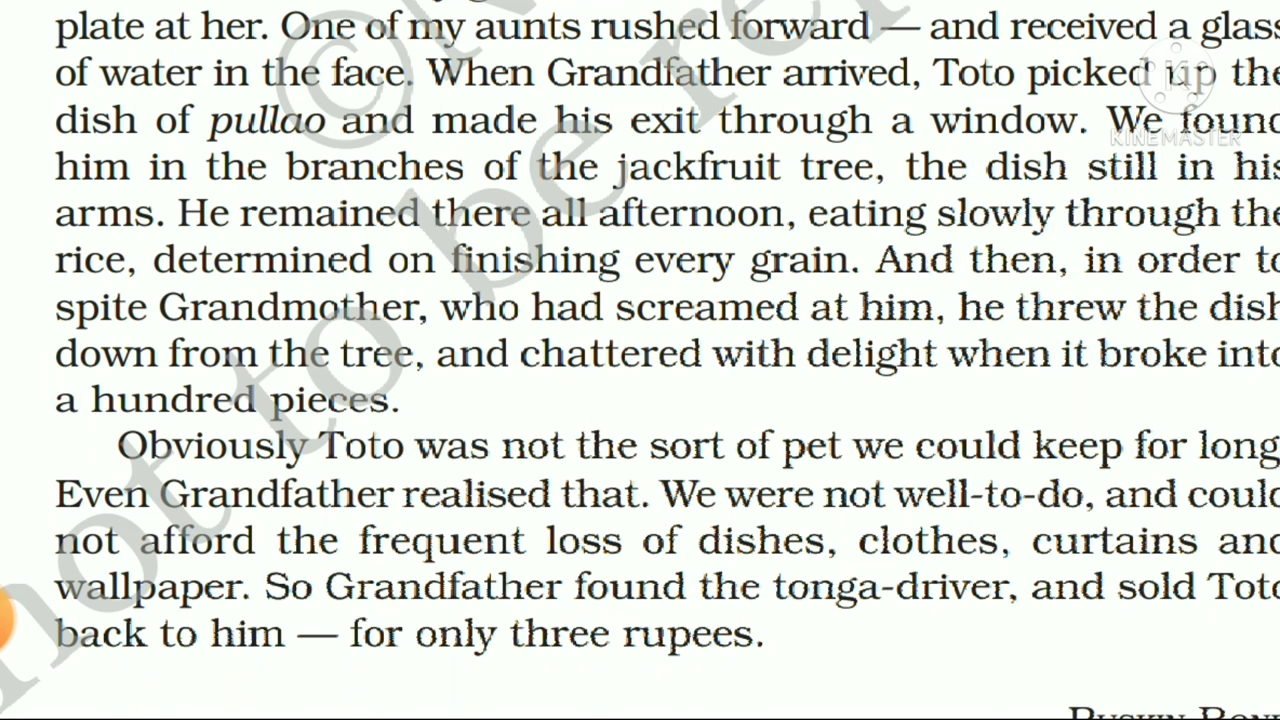 plate at her. One of my aunts rushed forward — and received a glass
of water in the face. When Grandfather arrived, Toto picked up the
dish of pullao and made his exit through a window. We found
him in the branches of the jackfruit tree, the dish still in his
arms. He remained there all afternoon, eating slowly through the
rice, determined on finishing every grain. And then, in order to
spite Grandmother, who had screamed at him, he threw the dish
down from the tree, and chattered with delight when it broke into
a hundred pieces.
Obviously Toto was not the sort of pet we could keep for long
Even Grandfather realised that. We were not well-to-do, and could
not afford the frequent loss of dishes, clothes, curtains and
wallpaper. So Grandfather found the tonga-driver, and sold Toto
back to him — for only three rupees.
KINEMASTER
not to be